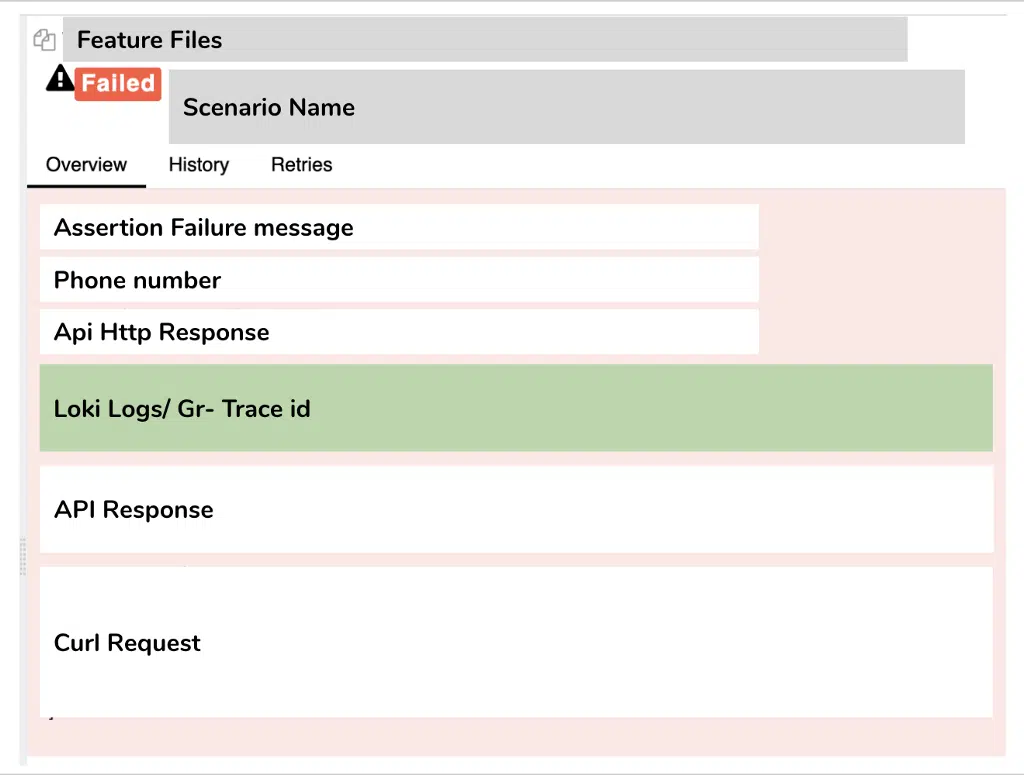 Feature Files
Failed
Scenario Name
Overview History Retries
Assertion Failure message
Phone number
Api Http Response
Loki Logs/ Gr- Trace id
API Response
Curl Request